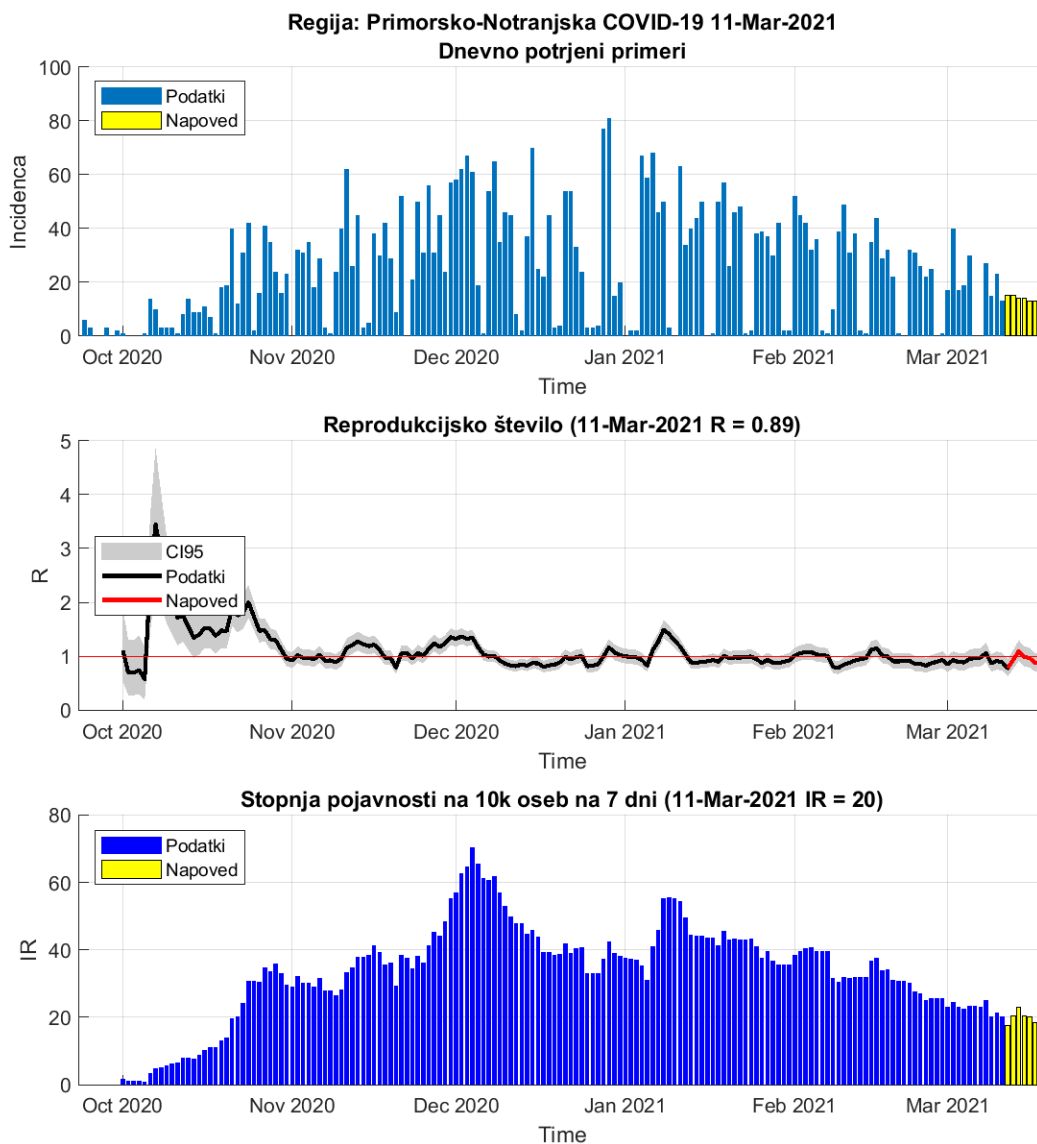 Regija: Primorsko-Notranjska COVID-19 11-Mar-2021
Dnevno potrjeni primeri
100
80
60
40
20
0
Incidenca
Podatki
Napoved
Oct 2020
Nov 2020
Dec 2020
Jan 2021
Feb 2021
Mar 2021
Time
Reprodukcijsko število (11-Mar-2021 R = 0.89)
5
4
3
2
1
0
R
CI95
Podatki
Napoved
Oct 2020
Nov 2020
Dec 2020
Jan 2021
Feb 2021
Mar 2021
Time
Stopnja pojavnosti na 10k oseb na 7 dni (11-Mar-2021 IR = 20)
80
60
40
20
0
IR
Podatki
Napoved
Oct 2020
Nov 2020
Dec 2020
Jan 2021
Feb 2021
Mar 2021
Time